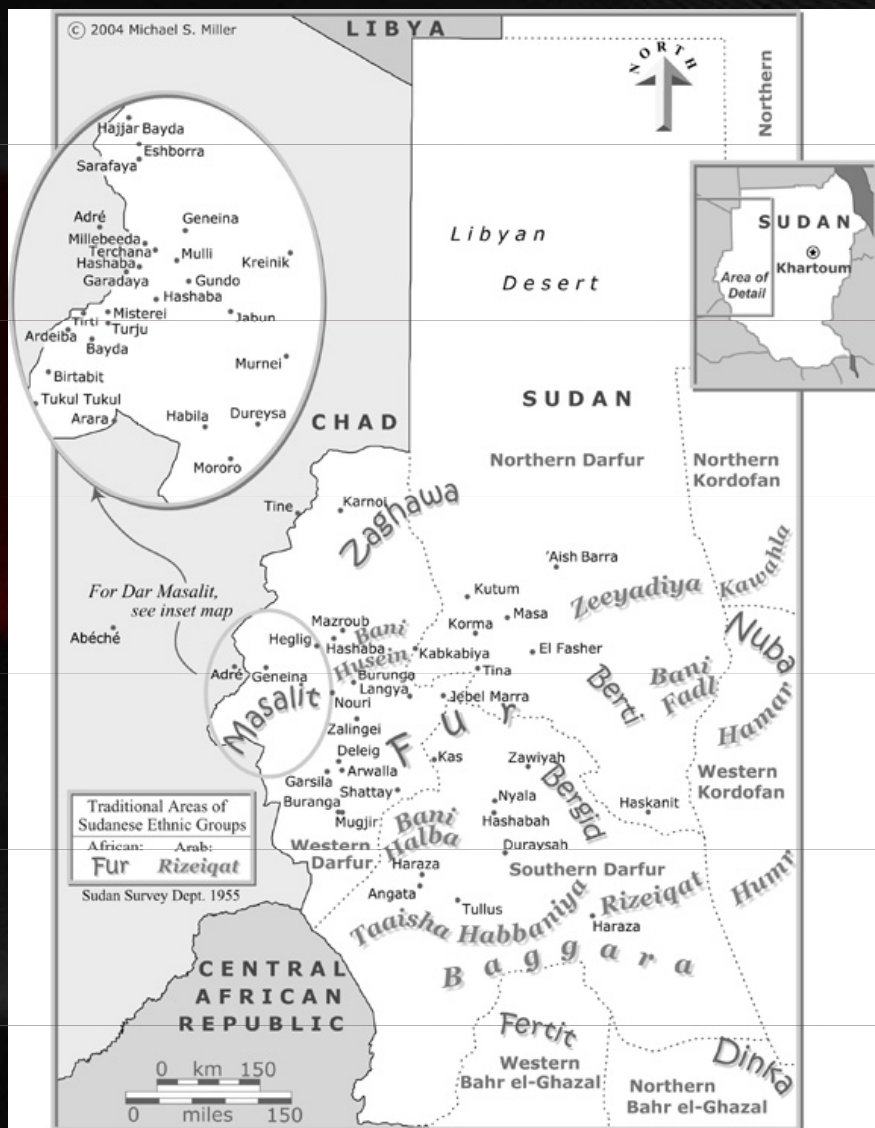 © 2004 Michael S. Miller
LIBYA
NORTH
Northern
Hajjar Bayda
Eshborra
Sarafaya
Adré
Geneina
Millebeeda
Terchana
Mulli
Kreinik
Hashaba
Garadaya
Gundo
Hashaba
Tirti
Misterei
Jabun
Ardeiba
Turju
Bayda
Murnei
Birtabit
Tukul Tukul
Arara
Habila
Dureysa
Mororo
Libyan
Desert
SUDAN
Khartoum
Area of
Detail
CHAD
SUDAN
Northern Darfur
Northern
Kordofan
Tine
Karnoi
Zaghawa
For Dar Masalit,
see inset map
Abéché
'Aish Barra
Kutum
Zeeyadiya
Kawahla
Masa
Korma
Mazroub
Bani
Husein
Heglig
Hashaba
Kabkabiya
El Fasher
Nuba
Adré
Geneina
Burunga
Langya
Tina
Berti
Bani
Fadl
Hamar
Masalit
Nouri
Jebel Marra
Fur
Zalingei
Deleig
Kas
Zawiyah
Western
Kordofan
Garsila
Arwalla
Bergid
Buranga
Shattay
Nyala
Haskanit
Mugjir
Hashabah
Bani
Halba
Traditional Areas of
Sudanese Ethnic Groups
African: Arab:
Fur Rizeiqat
Sudan Survey Dept. 1955
Western
Darfur
Duraysah
Haraza
Southern Darfur
Humr
Angata
Tullus
Rizeiqat
Taaisha Habbaniya
Haraza
Baggara
CENTRAL
AFRICAN
REPUBLIC
Fertit
Western
Bahr el-Ghazal
Dinka
Northern
Bahr el-Ghazal
0 km 150
0 miles 150